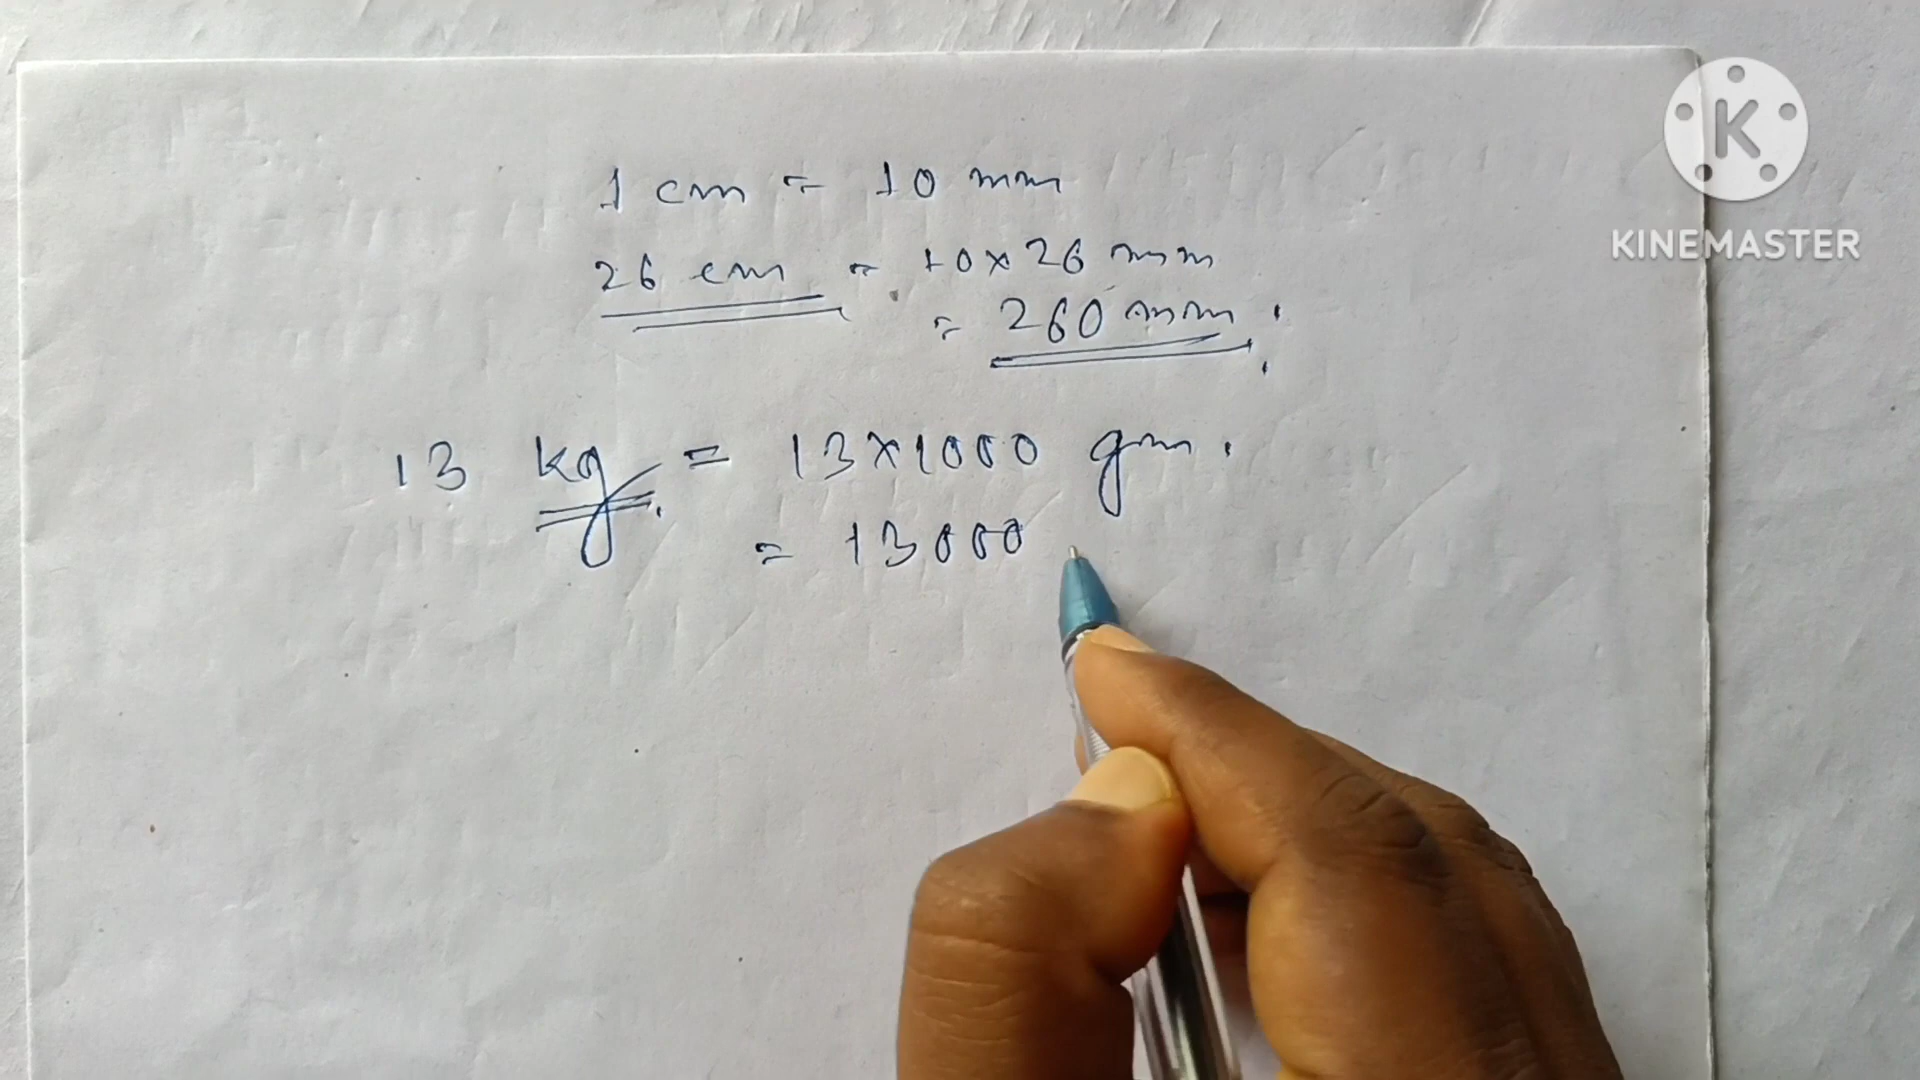 1 cm = 10 mm
26 cm = 10×26 mm
= 260 mm.
13 kg. = 13×1000 gm.
= 13000
K
KINEMASTER